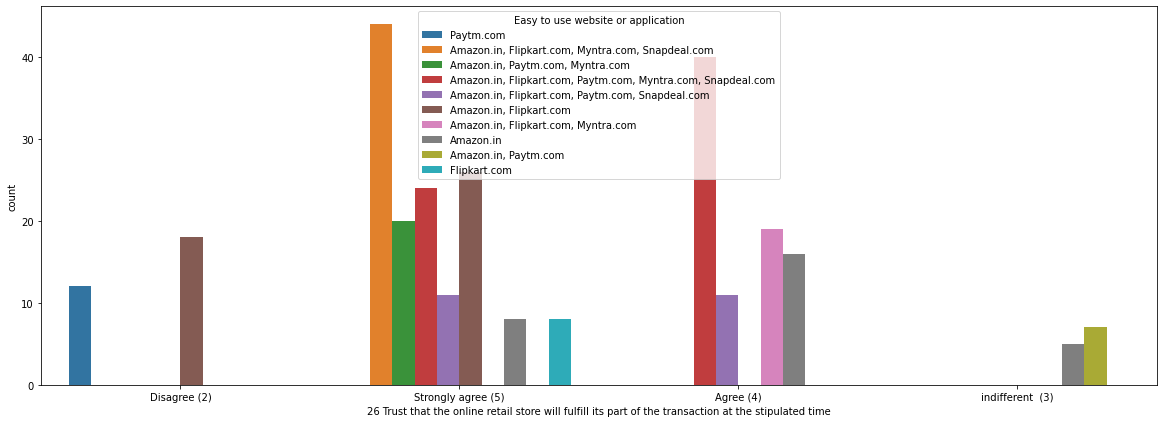 Easy to use website or application
Paytm.com
Amazon.in, Flipkart.com, Myntra.com, Snapdeal.com
Amazon.in, Paytm.com, Myntra.com
Amazon.in, Flipkart.com, Paytm.com, Myntra.com, Snapdeal.com
Amazon.in, Flipkart.com, Paytm.com, Snapdeal.com
Amazon.in, Flipkart.com
Amazon.in, Flipkart.com, Myntra.com
Amazon.in
Amazon.in, Paytm.com
Flipkart.com
40
30
20
10
0
count
Disagree (2)
Strongly agree (5)
Agree (4)
indifferent  (3)
26 Trust that the online retail store will fulfill its part of the transaction at the stipulated time